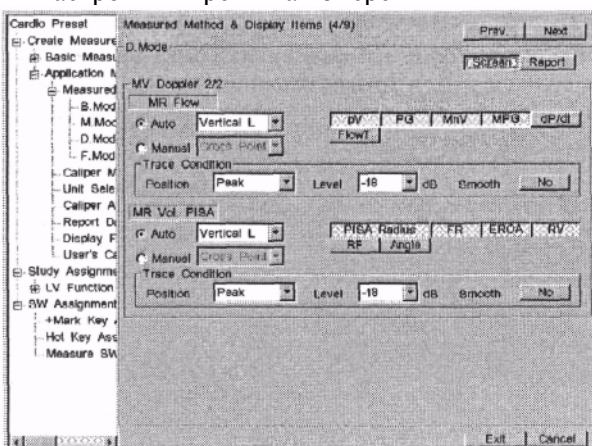 Cardio Preset
Create Measure
Basic Measu
Application M
Measured
B.Mod
M.Mod
D.Mod
F.Mod
Caliper M
Unit Sele
Caliper A
Report D
Display F
User's Ca
Study Assignme
LV Function
SW Assignment
+Mark Key
Hot Key Ass
Measure SW
Measured Method & Display Items (4/9)
Prev. Next
D.Mode
Screen Report
MV Doppler 2/2
MR Flow
Auto Vertical L
pV PG MnV MPG dP/dt
Manual Cross Point
FlowT
Trace Condition
Position Peak Level -18 dB Smooth No
MR Vol. PISA
Auto Vertical L
PISA Radius FR EROA RV
RF Angle
Manual Cross Point
Trace Condition
Position Peak Level -18 dB Smooth No
Exit Cancel